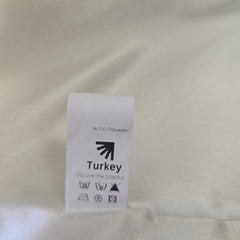 %100 Polyester
Turkey
Discover the potential